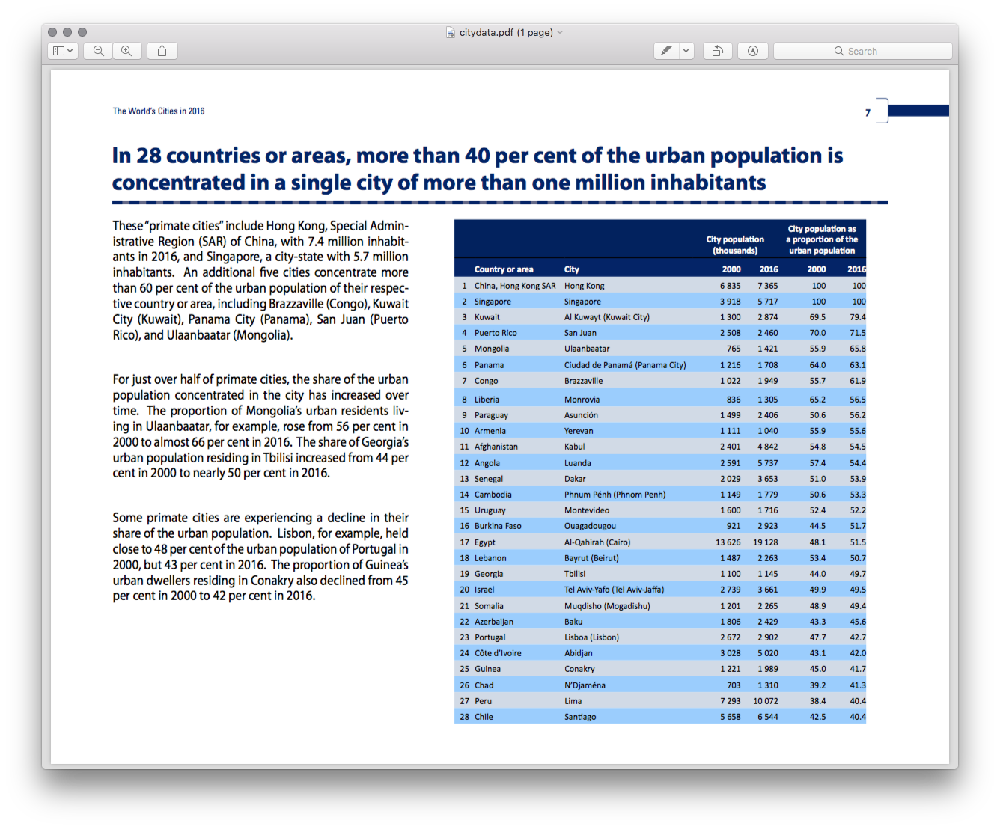 citydata.pdf (1 page)
Search
The World's Cities in 2016
7
In 28 countries or areas, more than 40 per cent of the urban population is
concentrated in a single city of more than one million inhabitants
These “primate cities” include Hong Kong, Special Admin-
istrative Region (SAR) of China, with 7.4 million inhabit-
ants in 2016, and Singapore, a city-state with 5.7 million
inhabitants. An additional five cities concentrate more
than 60 per cent of the urban population of their respec-
tive country or area, including Brazzaville (Congo), Kuwait
City (Kuwait), Panama City (Panama), San Juan (Puerto
Rico), and Ulaanbaatar (Mongolia).
For just over half of primate cities, the share of the urban
population concentrated in the city has increased over
time. The proportion of Mongolia's urban residents liv-
ing in Ulaanbaatar, for example, rose from 56 per cent in
2000 to almost 66 per cent in 2016. The share of Georgia's
urban population residing in Tbilisi increased from 44 per
cent in 2000 to nearly 50 per cent in 2016.
Some primate cities are experiencing a decline in their
share of the urban population. Lisbon, for example, held
close to 48 per cent of the urban population of Portugal in
2000, but 43 per cent in 2016. The proportion of Guinea's
urban dwellers residing in Conakry also declined from 45
per cent in 2000 to 42 per cent in 2016.
City population
(thousands)
City population as
a proportion of the
urban population
Country or area City 2000 2016 2000 2016
1 China, Hong Kong SAR Hong Kong 6 835 7 365 100 100
2 Singapore Singapore 3 918 5 717 100 100
3 Kuwait Al Kuwayt (Kuwait City) 1 300 2 874 69.5 79.4
4 Puerto Rico San Juan 2 508 2 460 70.0 71.5
5 Mongolia Ulaanbaatar 765 1 421 55.9 65.8
6 Panama Ciudad de Panamá (Panama City) 1 216 1 708 64.0 63.1
7 Congo Brazzaville 1 022 1 949 55.7 61.9
8 Liberia Monrovia 836 1 305 65.2 56.5
9 Paraguay Asunción 1 499 2 406 50.6 56.2
10 Armenia Yerevan 1 111 1 040 55.9 55.6
11 Afghanistan Kabul 2 401 4 842 54.8 54.5
12 Angola Luanda 2 591 5 737 57.4 54.4
13 Senegal Dakar 2 029 3 653 51.0 53.9
14 Cambodia Phnum Pénh (Phnom Penh) 1 149 1 779 50.6 53.3
15 Uruguay Montevideo 1 600 1 716 52.4 52.2
16 Burkina Faso Ouagadougou 921 2 923 44.5 51.7
17 Egypt Al-Qahirah (Cairo) 13 626 19 128 48.1 51.5
18 Lebanon Bayrut (Beirut) 1 487 2 263 53.4 50.7
19 Georgia Tbilisi 1 100 1 145 44.0 49.7
20 Israel Tel Aviv-Yafo (Tel Aviv-Jaffa) 2 739 3 661 49.9 49.5
21 Somalia Muqdisho (Mogadishu) 1 201 2 265 48.9 49.4
22 Azerbaijan Baku 1 806 2 429 43.3 45.6
23 Portugal Lisboa (Lisbon) 2 672 2 902 47.7 42.7
24 Côte d'Ivoire Abidjan 3 028 5 020 43.1 42.0
25 Guinea Conakry 1 221 1 989 45.0 41.7
26 Chad N'Djaména 703 1 310 39.2 41.3
27 Peru Lima 7 293 10 072 38.4 40.4
28 Chile Santiago 5 658 6 544 42.5 40.4